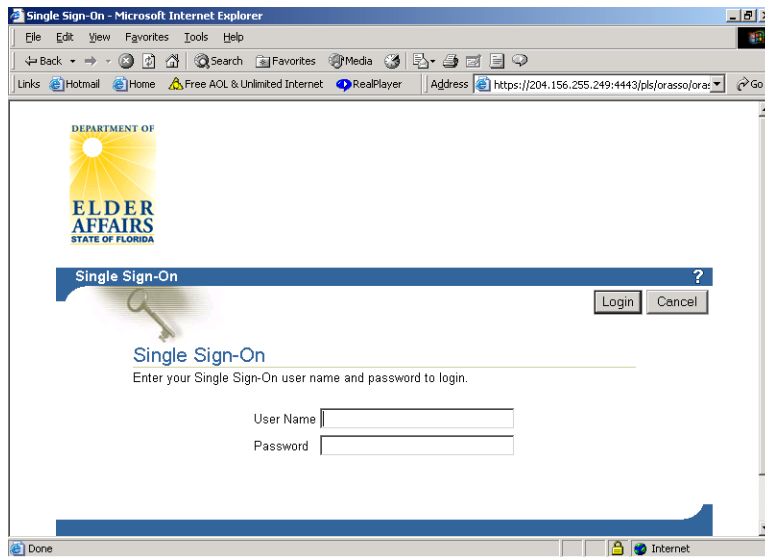 Single Sign-On - Microsoft Internet Explorer
File Edit View Favorites Tools Help
Back Search Favorites Media
Links Hotmail Home Free AOL & Unlimited Internet RealPlayer Address https://204.156.255.249:4443/pls/orasso/oras Go
DEPARTMENT OF
ELDER
AFFAIRS
STATE OF FLORIDA
Single Sign-On ?
Login Cancel
Single Sign-On
Enter your Single Sign-On user name and password to login.
User Name
Password
Done Internet